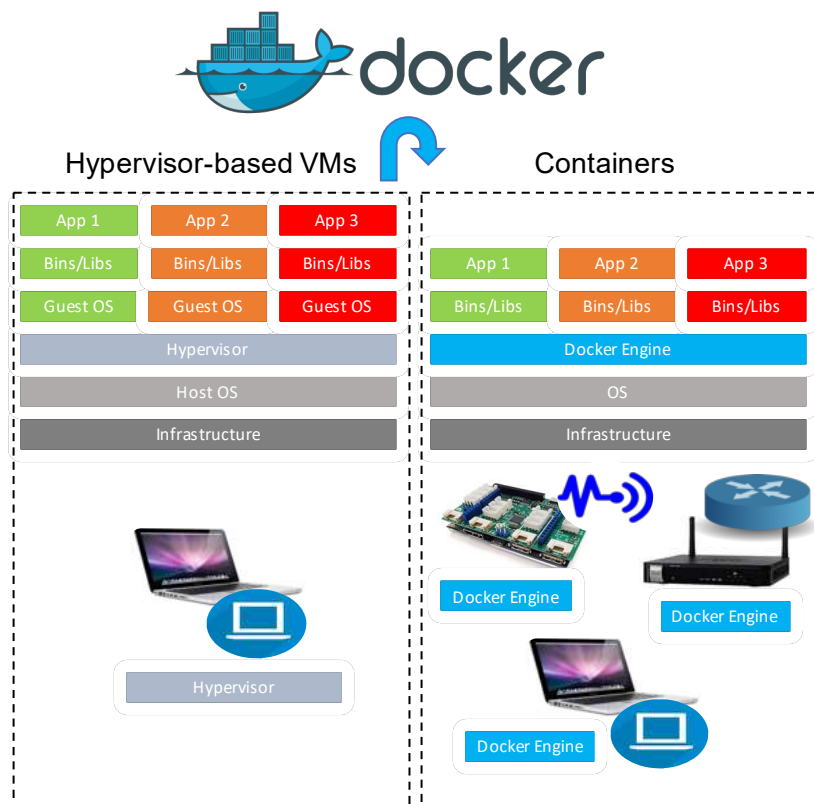 docker
Hypervisor-based VMs
Containers
App 1
App 2
App 3
Bins/Libs
Bins/Libs
Bins/Libs
Guest OS
Guest OS
Guest OS
Hypervisor
Host OS
Infrastructure
Hypervisor
App 1
App 2
App 3
Bins/Libs
Bins/Libs
Bins/Libs
Docker Engine
OS
Infrastructure
Docker Engine
Docker Engine
Docker Engine